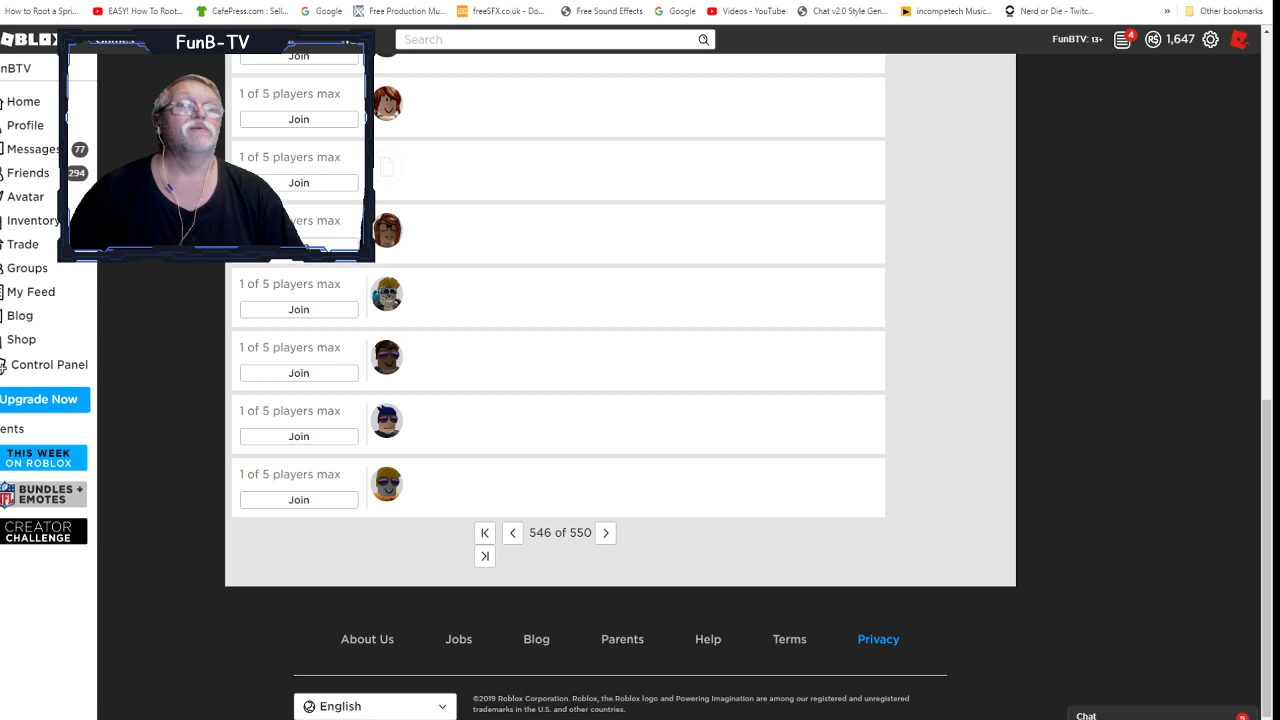 How to Root a Spri...
EASY! How To Root...
CafePress.com : Sell...
Google
Free Production Mu...
freeSFX.co.uk - Do...
Free Sound Effects
Google
Videos - YouTube
Chat v2.0 Style Gen...
incompetech Music...
Nerd or Die - Twitc...
»
Other bookmarks
FunB-TV
Search
FunBTV: 13+
4
1,647
nBTV
Home
Profile
Messages
77
Friends
294
Avatar
Inventory
Trade
Groups
My Feed
Blog
Shop
Control Panel
Upgrade Now
ents
THIS WEEK
ON ROBLOX
BUNDLES +
EMOTES
CREATOR
CHALLENGE
Join
1 of 5 players max
Join
1 of 5 players max
Join
1 of 5 players max
1 of 5 players max
Join
1 of 5 players max
Join
1 of 5 players max
Join
1 of 5 players max
Join
546 of 550
About Us
Jobs
Blog
Parents
Help
Terms
Privacy
English
©2019 Roblox Corporation. Roblox, the Roblox logo and Powering Imagination are among our registered and unregistered
trademarks in the U.S. and other countries.
Chat